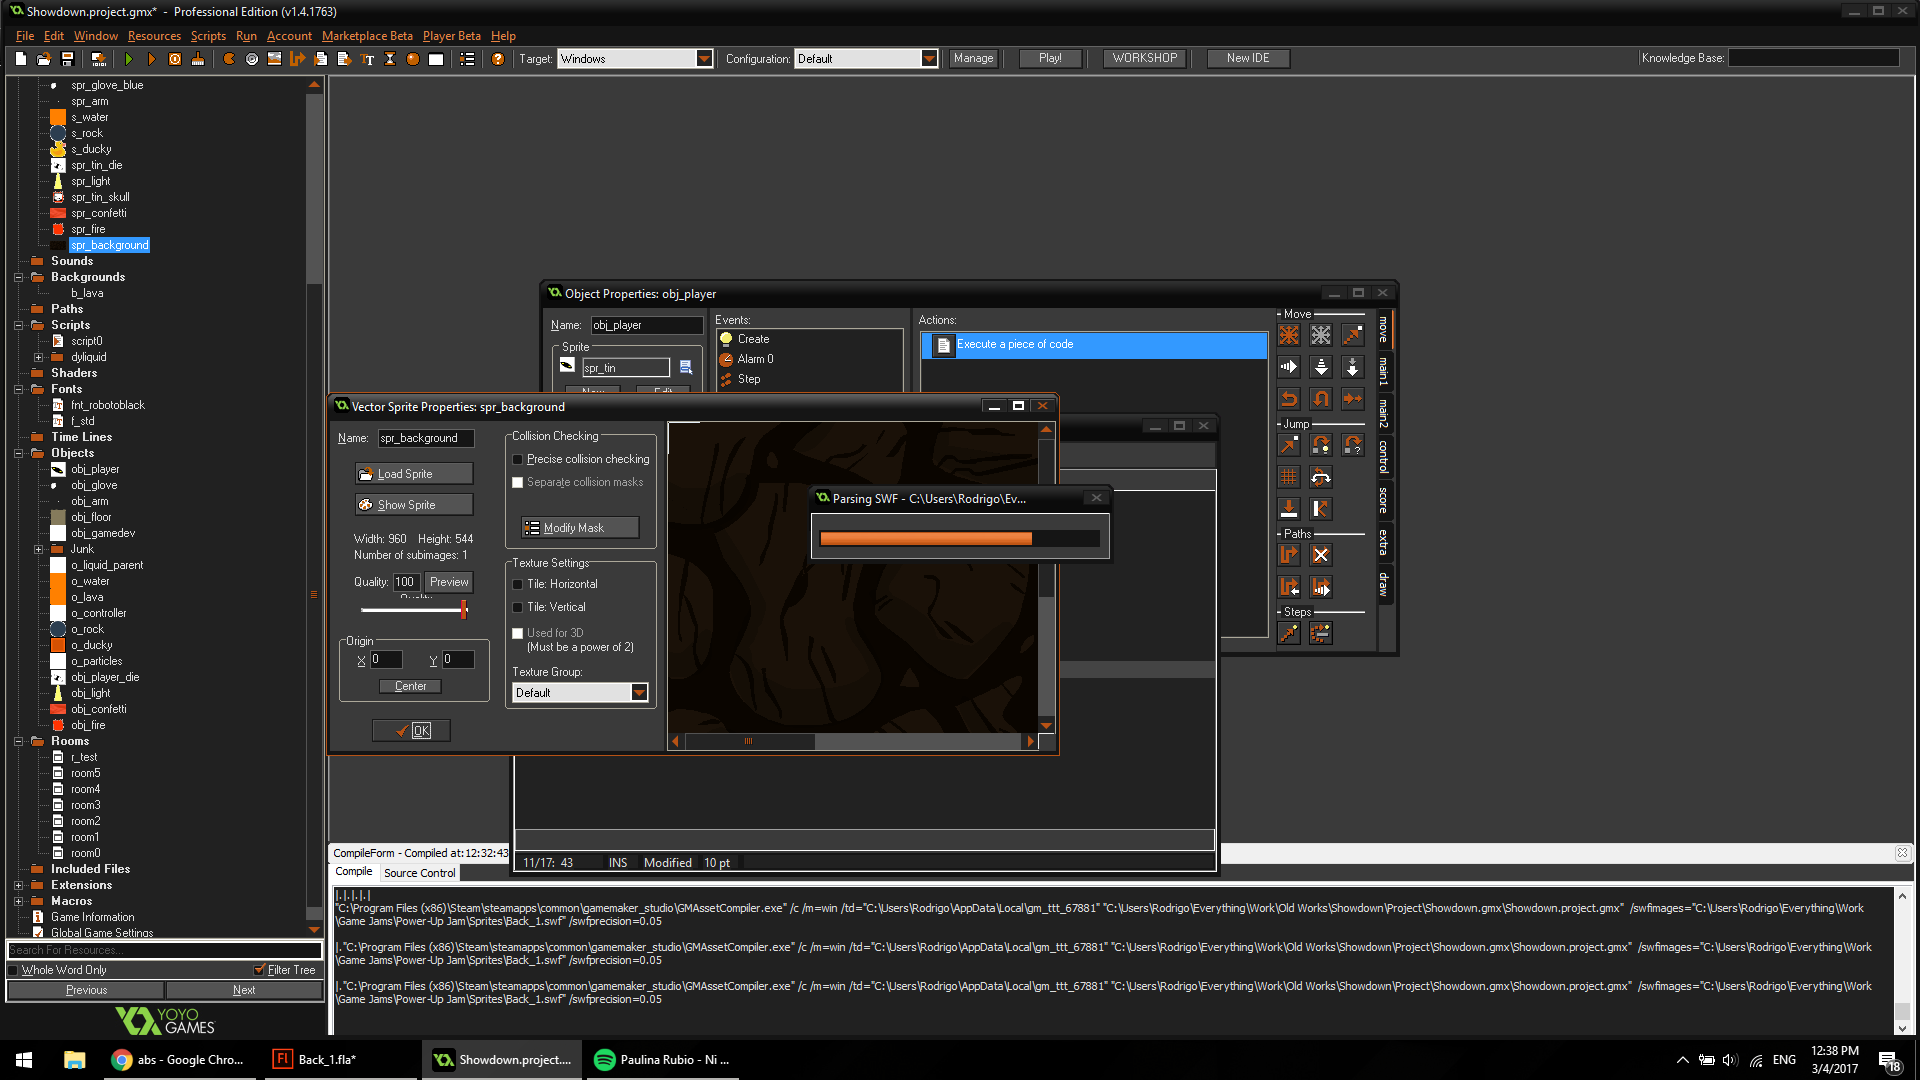 Showdown.project.gmx* - Professional Edition (v1.4.1763)
File Edit Window Resources Scripts Run Account Marketplace Beta Player Beta Help
Target: Windows Configuration: Default Manage Play! WORKSHOP New IDE Knowledge Base:
spr_glove_blue
spr_arm
s_water
s_rock
s_ducky
spr_tin_die
spr_light
spr_tin_skull
spr_confetti
spr_fire
spr_background
Sounds
Backgrounds
b_lava
Paths
Scripts
script0
dyliquid
Shaders
Fonts
fnt_robotoblack
f_std
Time Lines
Objects
obj_player
obj_glove
obj_arm
obj_floor
obj_gamedev
Junk
o_liquid_parent
o_water
o_lava
o_controller
o_rock
o_ducky
o_particles
obj_player_die
obj_light
obj_confetti
obj_fire
Rooms
r_test
room5
room4
room3
room2
room1
room0
Included Files
Extensions
Macros
Game Information
Global Game Settings
Search For Resources...
Whole Word Only Filter Tree
Previous Next
YOYO
GAMES
Object Properties: obj_player
Name: obj_player
Sprite
spr_tin
New Edit
Events:
Create
Alarm 0
Step
Actions:
Execute a piece of code
Move
Jump
Paths
Steps
move
main1
main2
control
score
extra
draw
Vector Sprite Properties: spr_background
Name: spr_background
Load Sprite
Show Sprite
Width: 960 Height: 544
Number of subimages: 1
Quality: 100 Preview
Quality
Origin
X 0 Y 0
Center
OK
Collision Checking
Precise collision checking
Separate collision masks
Modify Mask
Texture Settings
Tile: Horizontal
Tile: Vertical
Used for 3D
(Must be a power of 2)
Texture Group:
Default
Parsing SWF - C:\Users\Rodrigo\Ev...
11/17: 43 INS Modified 10 pt
CompileForm - Compiled at:12:32:43
Compile Source Control
|.|.|.|.|
"C:\Program Files (x86)\Steam\steamapps\common\gamemaker_studio\GMAssetCompiler.exe" /c /m=win /td="C:\Users\Rodrigo\AppData\Local\gm_ttt_67881" "C:\Users\Rodrigo\Everything\Work\Old Works\Showdown\Project\Showdown.gmx\Showdown.project.gmx" /swfimages="C:\Users\Rodrigo\Everything\Work
\Game Jams\Power-Up Jam\Sprites\Back_1.swf" /swfprecision=0.05
|."C:\Program Files (x86)\Steam\steamapps\common\gamemaker_studio\GMAssetCompiler.exe" /c /m=win /td="C:\Users\Rodrigo\AppData\Local\gm_ttt_67881" "C:\Users\Rodrigo\Everything\Work\Old Works\Showdown\Project\Showdown.gmx\Showdown.project.gmx" /swfimages="C:\Users\Rodrigo\Everything\Work
\Game Jams\Power-Up Jam\Sprites\Back_1.swf" /swfprecision=0.05
|."C:\Program Files (x86)\Steam\steamapps\common\gamemaker_studio\GMAssetCompiler.exe" /c /m=win /td="C:\Users\Rodrigo\AppData\Local\gm_ttt_67881" "C:\Users\Rodrigo\Everything\Work\Old Works\Showdown\Project\Showdown.gmx\Showdown.project.gmx" /swfimages="C:\Users\Rodrigo\Everything\Work
\Game Jams\Power-Up Jam\Sprites\Back_1.swf" /swfprecision=0.05
abs - Google Chro... Fl Back_1.fla* Showdown.project.... Paulina Rubio - Ni ... ENG 12:38 PM
3/4/2017
18